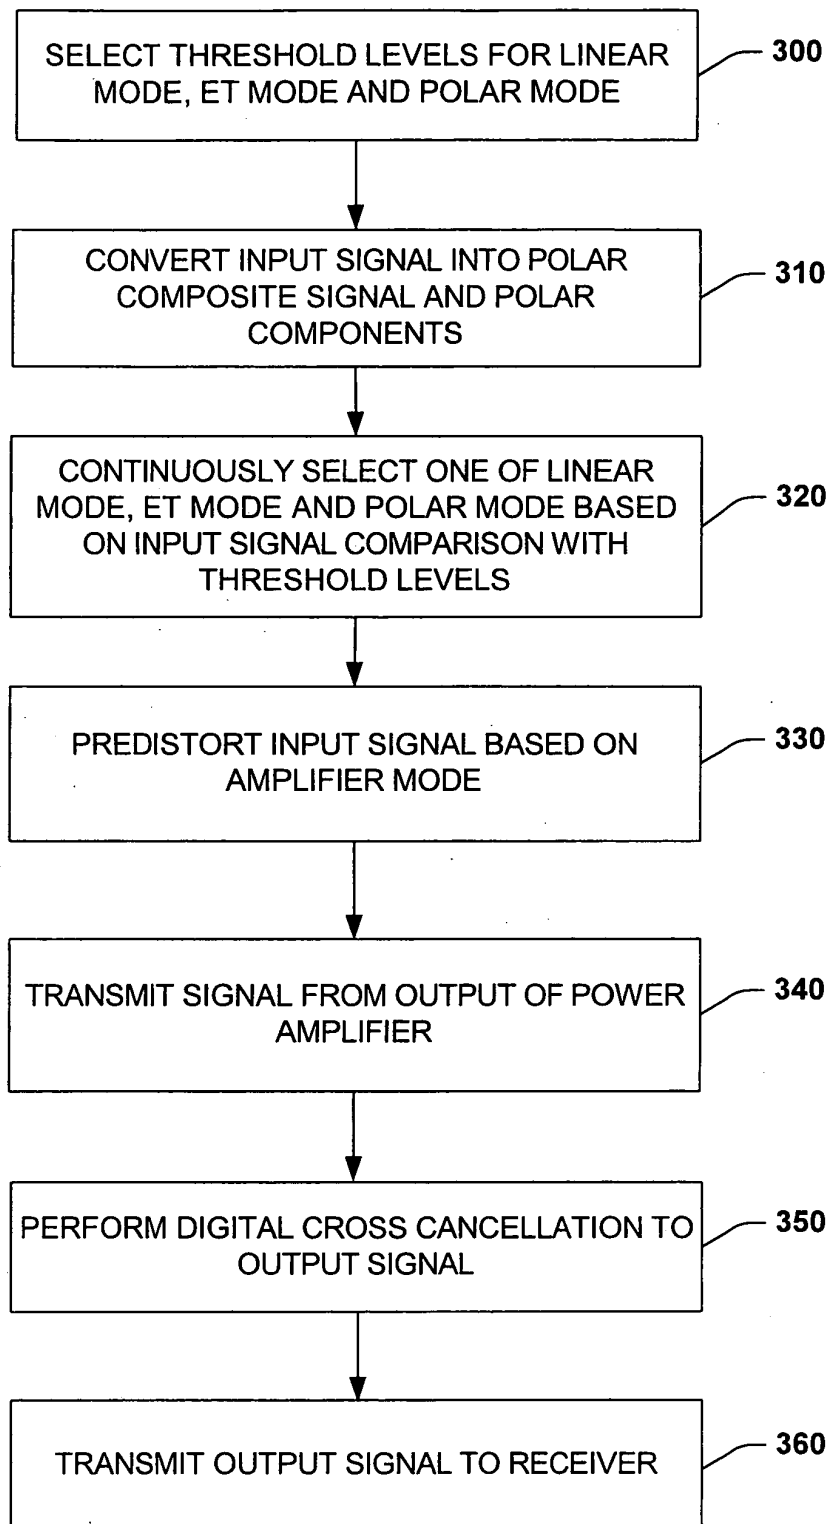 SELECT THRESHOLD LEVELS FOR LINEAR
MODE, ET MODE AND POLAR MODE
300
CONVERT INPUT SIGNAL INTO POLAR
COMPOSITE SIGNAL AND POLAR
COMPONENTS
310
CONTINUOUSLY SELECT ONE OF LINEAR
MODE, ET MODE AND POLAR MODE BASED
ON INPUT SIGNAL COMPARISON WITH
THRESHOLD LEVELS
320
PREDISTORT INPUT SIGNAL BASED ON
AMPLIFIER MODE
330
TRANSMIT SIGNAL FROM OUTPUT OF POWER
AMPLIFIER
340
PERFORM DIGITAL CROSS CANCELLATION TO
OUTPUT SIGNAL
350
TRANSMIT OUTPUT SIGNAL TO RECEIVER
360